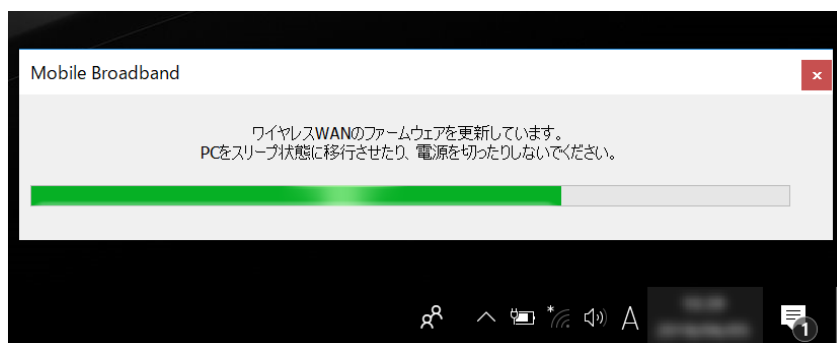 Mobile Broadband
ワイヤレスWANのファームウェアを更新しています。
PCをスリープ状態に移行させたり、電源を切ったりしないでください。
A
1